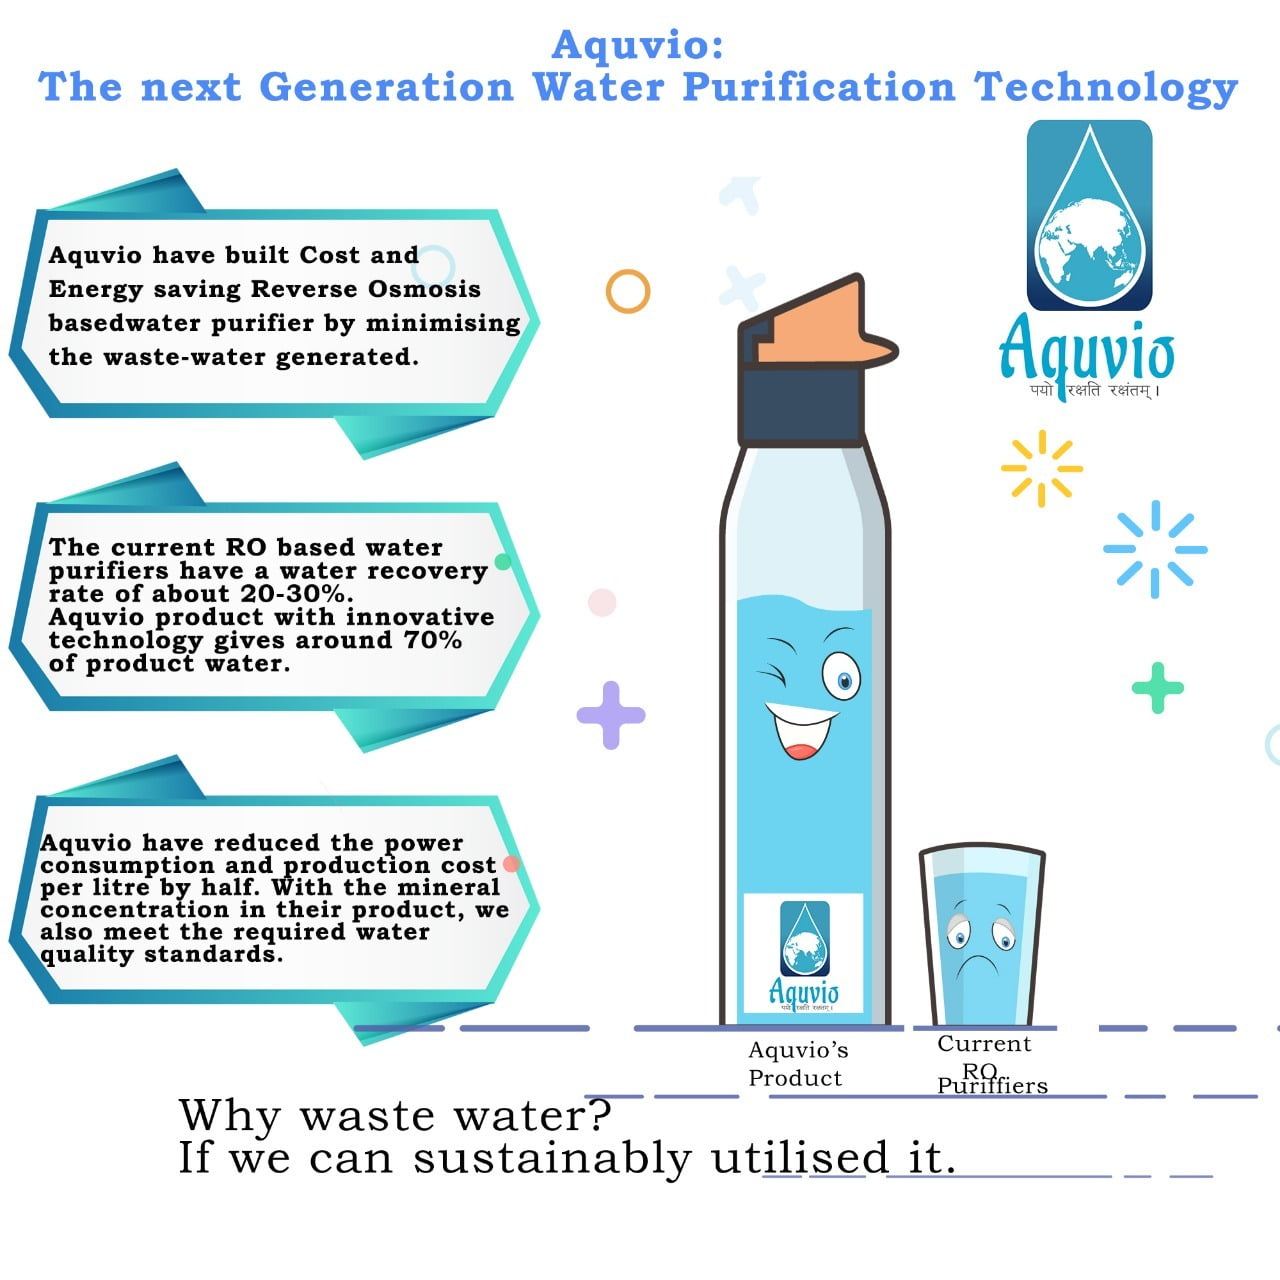 Aquvio:
The next Generation Water Purification Technology
Aquvio
पयो रक्षति रक्षंतम् ।
Aquvio have built Cost and
Energy saving Reverse Osmosis
basedwater purifier by minimising
the waste-water generated.
The current RO based water
purifiers have a water recovery
rate of about 20-30%.
Aquvio product with innovative
technology gives around 70%
of product water.
Aquvio have reduced the power
consumption and production cost
per litre by half. With the mineral
concentration in their product, we
also meet the required water
quality standards.
Aquvio
पयो रक्षति रक्षंतम् ।
Aquvio's
Product
Current
RO
Puriffiers
Why waste water?
If we can sustainably utilised it.